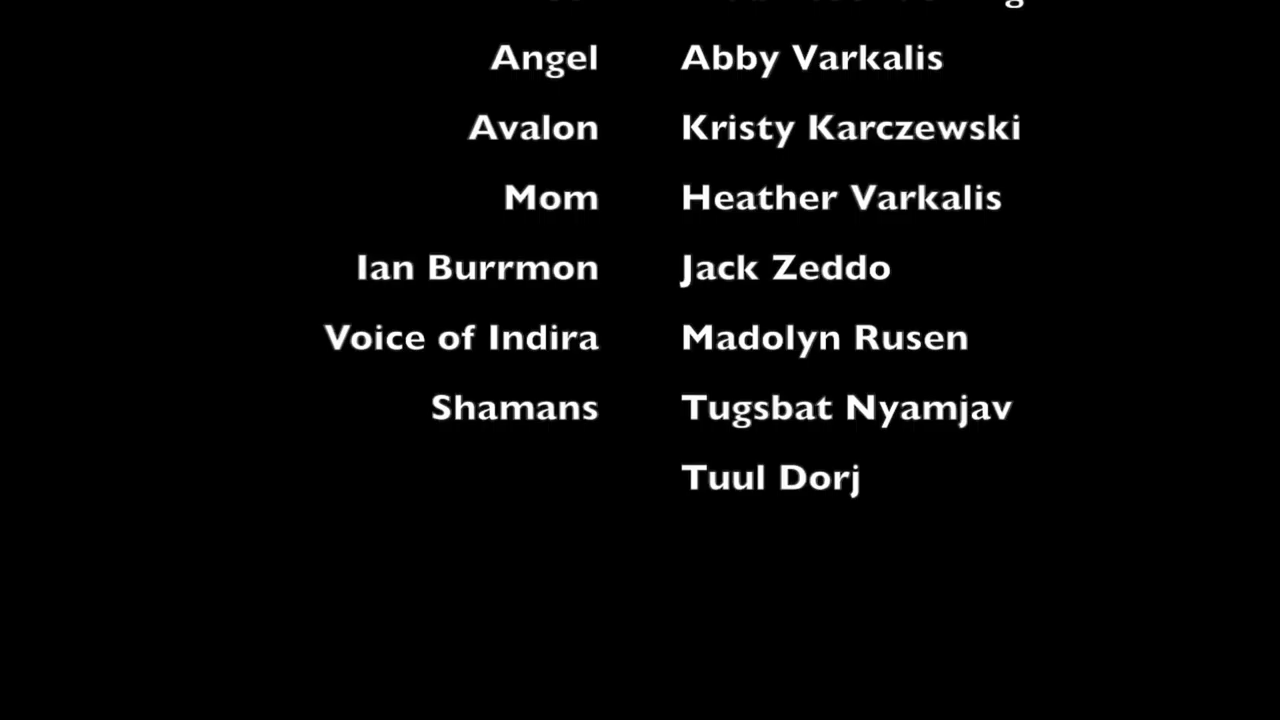 Angel Abby Varkalis
Avalon Kristy Karczewski
Mom Heather Varkalis
Ian Burrmon Jack Zeddo
Voice of Indira Madolyn Rusen
Shamans Tugsbat Nyamjav
Tuul Dorj